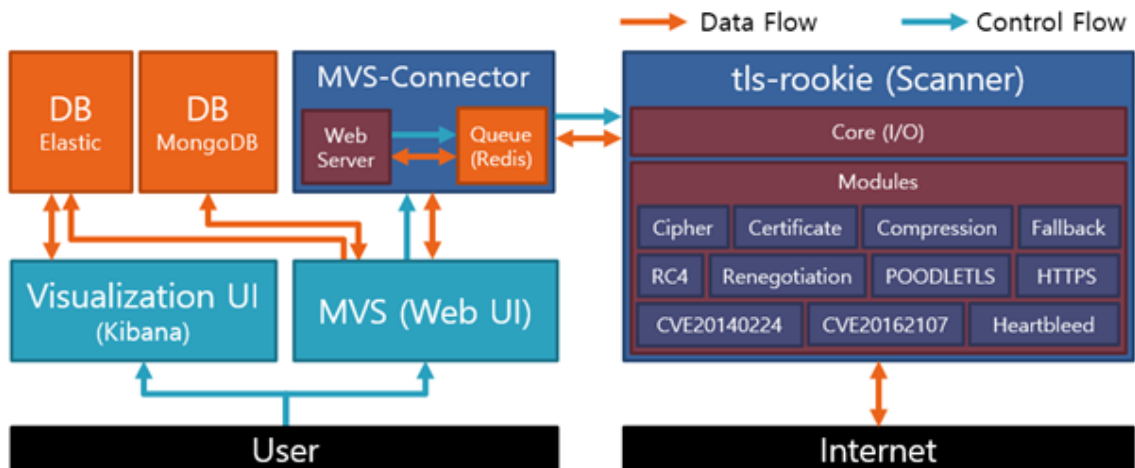 Data Flow
Control Flow
DB
Elastic
DB
MongoDB
MVS-Connector
Web
Server
Queue
(Redis)
tls-rookie (Scanner)
Core (I/O)
Modules
Cipher
Certificate
Compression
Fallback
RC4
Renegotiation
POODLETLS
HTTPS
CVE20140224
CVE20162107
Heartbleed
Visualization UI
(Kibana)
MVS (Web UI)
User
Internet